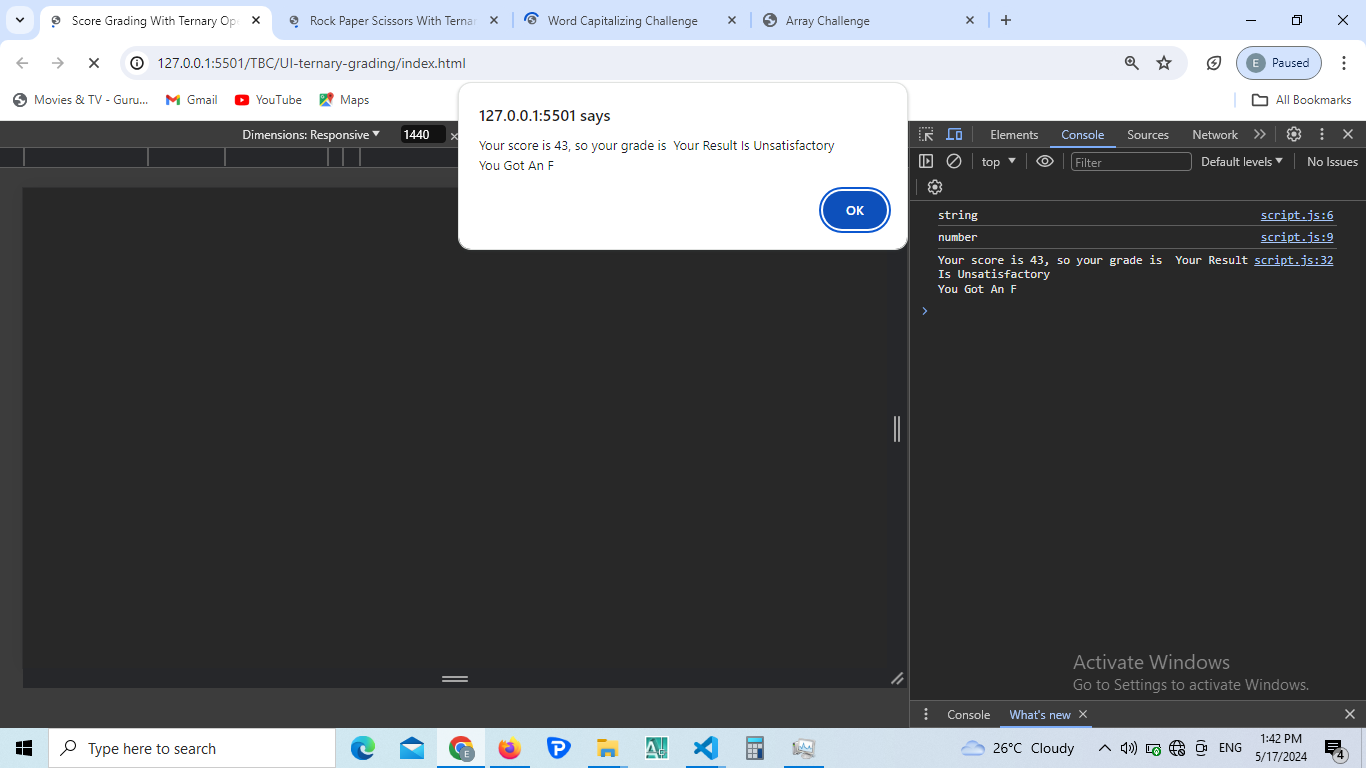 Score Grading With Ternary Ope
Rock Paper Scissors With Terna
Word Capitalizing Challenge
Array Challenge
127.0.0.1:5501/TBC/UI-ternary-grading/index.html
E Paused
Movies & TV - Guru...
Gmail
YouTube
Maps
All Bookmarks
127.0.0.1:5501 says
Your score is 43, so your grade is  Your Result Is Unsatisfactory
You Got An F
OK
Dimensions: Responsive
1440
Elements
Console
Sources
Network
top
Filter
Default levels
No Issues
string script.js:6
number script.js:9
Your score is 43, so your grade is  Your Result script.js:32
Is Unsatisfactory
You Got An F
Activate Windows
Go to Settings to activate Windows.
Console
What's new
Type here to search
E
26°C Cloudy
ENG
1:42 PM
5/17/2024
4